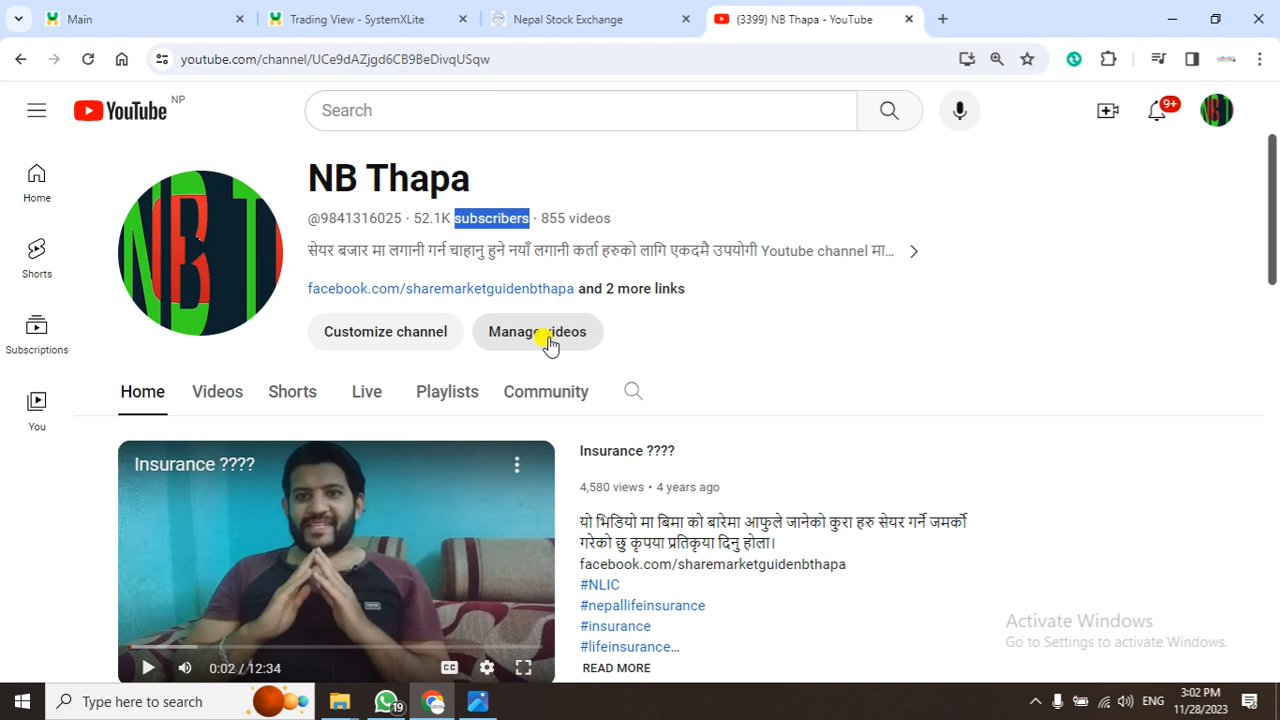 Main
Trading View - SystemXLite
Nepal Stock Exchange
(3399) NB Thapa - YouTube
youtube.com/channel/UCe9dAZjgd6CB9BeDivqUSqw
YouTube NP
Search
9+
NBT
Home
Shorts
Subscriptions
You
NB Thapa
@9841316025 · 52.1K subscribers · 855 videos
सेयर बजार मा लगानी गर्न चाहानु हुने नयाँ लगानी कर्ता हरुको लागि एकदमै उपयोगी Youtube channel मा...
facebook.com/sharemarketguidenbthapa and 2 more links
Customize channel
Manage videos
Home Videos Shorts Live Playlists Community
Insurance ????
0:02 / 12:34
CC
Insurance ????
4,580 views • 4 years ago
यो भिडियो मा बिमा को बारेमा आफुले जानेको कुरा हरु सेयर गर्ने जमर्को
गरेको छु कृपया प्रतिकृया दिनु होला।
facebook.com/sharemarketguidenbthapa
#NLIC
#nepallifeinsurance
#insurance
#lifeinsurance...
READ MORE
Activate Windows
Go to Settings to activate Windows.
Type here to search
19
ENG
3:02 PM
11/28/2023